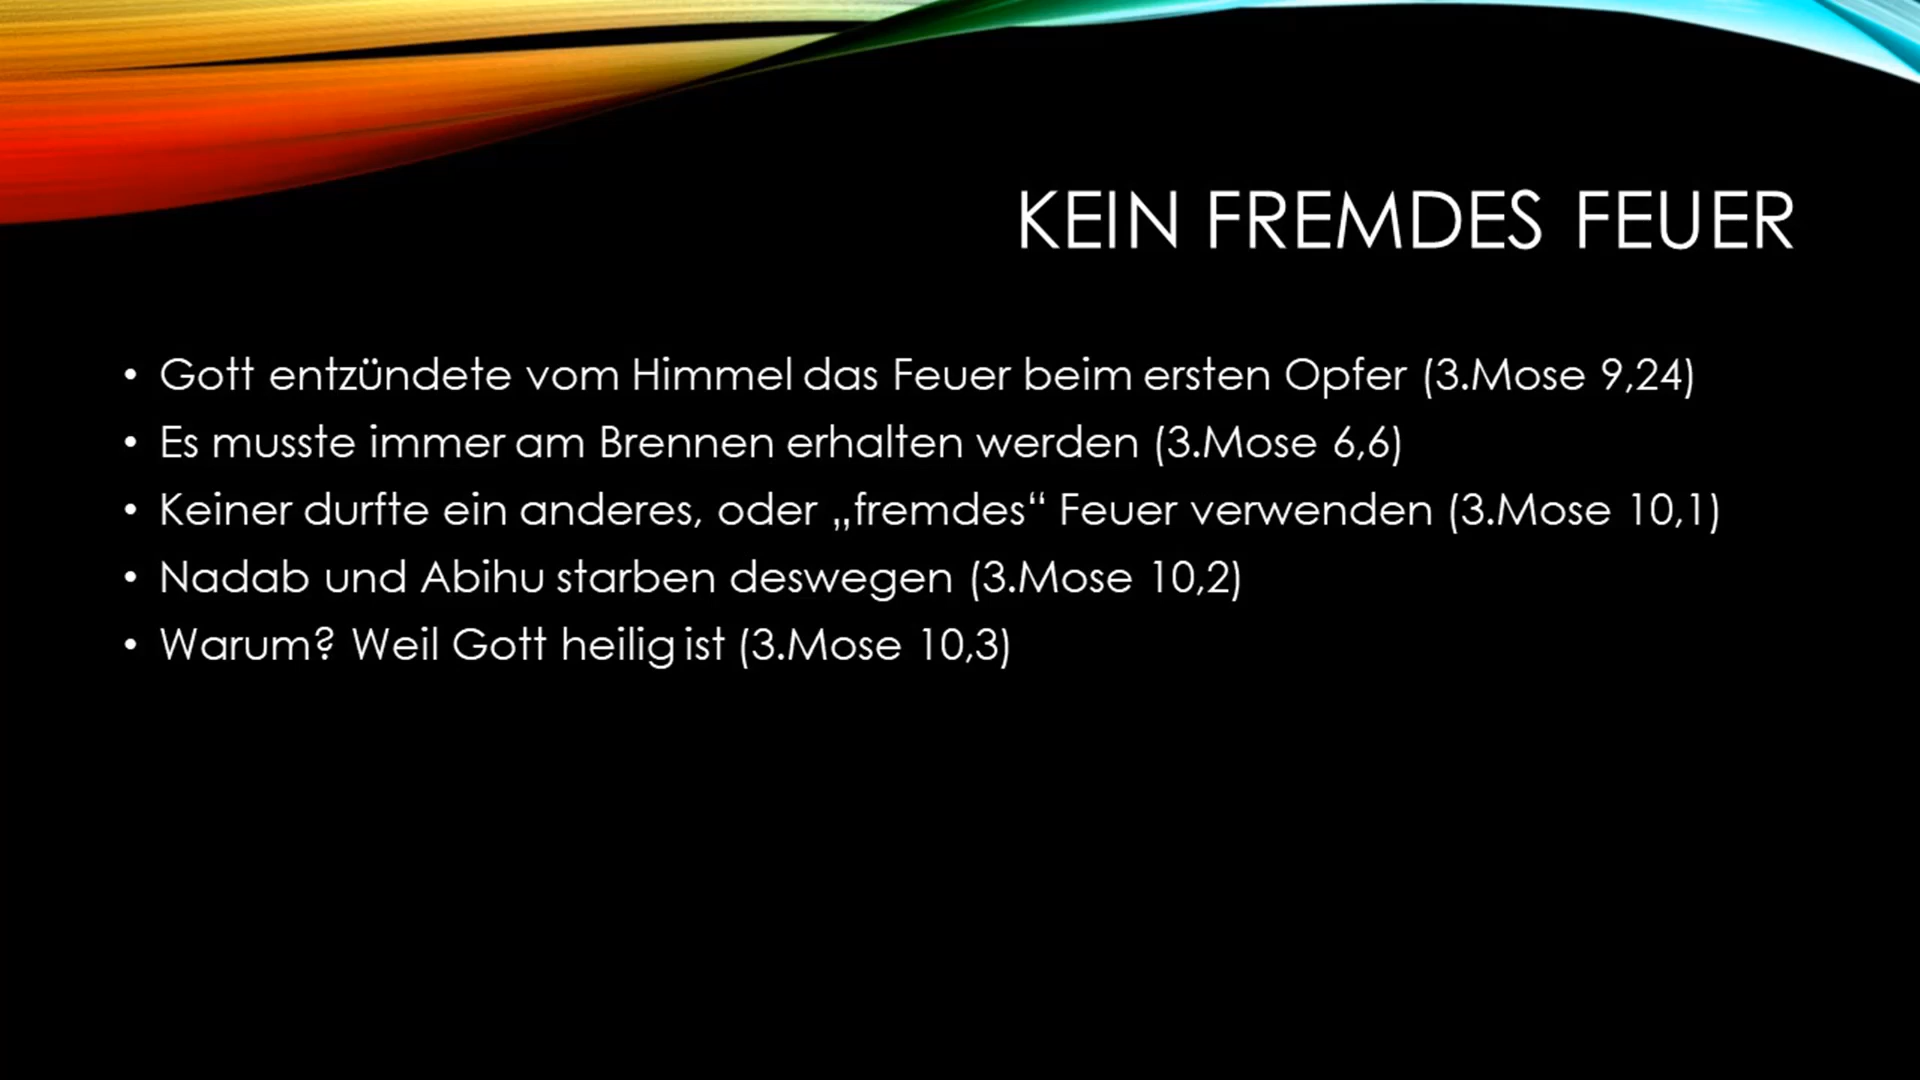 KEIN FREMDES FEUER
• Gott entzündete vom Himmel das Feuer beim ersten Opfer (3.Mose 9,24)
• Es musste immer am Brennen erhalten werden (3.Mose 6,6)
• Keiner durfte ein anderes, oder „fremdes“ Feuer verwenden (3.Mose 10,1)
• Nadab und Abihu starben deswegen (3.Mose 10,2)
• Warum? Weil Gott heilig ist (3.Mose 10,3)